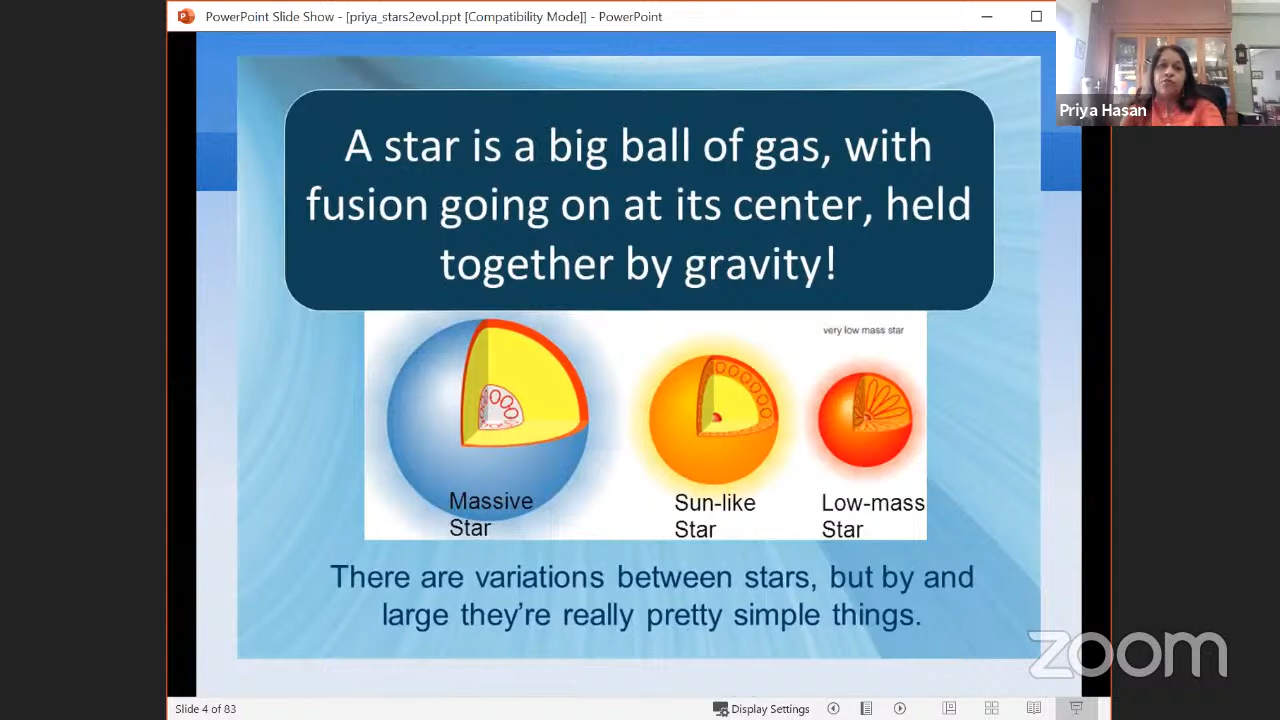 PowerPoint Slide Show - [priya_stars2evol.ppt [Compatibility Mode]] - PowerPoint
Priya Hasan
A star is a big ball of gas, with
fusion going on at its center, held
together by gravity!
very low mass star
Massive
Star
Sun-like
Star
Low-mass
Star
There are variations between stars, but by and
large they're really pretty simple things.
zoom
Slide 4 of 83
Display Settings